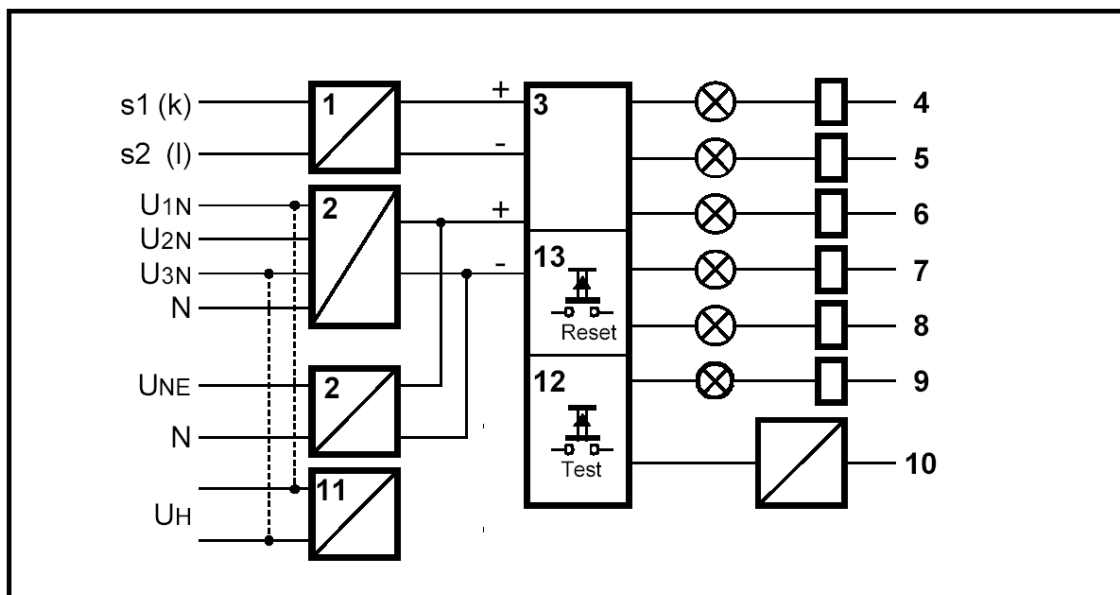 s1 (k) 1 + 3 4
s2 (l) - 5
U1N 2 + 6
U2N
U3N - 13 7
N Reset 8
UNE 2 12 9
N
Test 10
11
UH